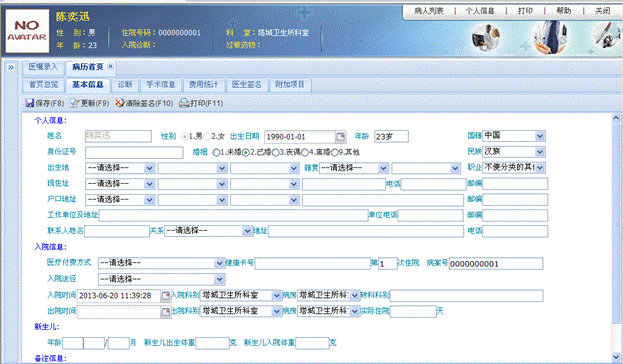 病人列表 | 个人信息 | 打印 | 帮助 | 关闭
NO AVATAR
陈奕迅
性 别:男 住院号码:0000000001 科 室:塔城卫生所科室
年 龄:23 入院诊断: 过敏药物:
医嘱录入 病历首页
首页总览 基本信息 诊断 手术信息 费用统计 医生签名 附加项目
保存(F8) 更新(F9) 清除签名(F10) 打印(F11)
个人信息:
姓名 陈奕迅 性别 1.男 2.女 出生日期 1990-01-01 年龄 23岁 国籍 中国
身份证号 婚姻 1.未婚 2.已婚 3.丧偶 4.离婚 9.其他 民族 汉族
出生地 --请选择-- 籍贯 --请选择-- 职业 不便分类的其
现住址 --请选择-- 电话 邮编
户口地址 --请选择-- 邮编
工作单位及地址 单位电话 邮编
联系人姓名 关系 --请选择-- 地址 电话
入院信息:
医疗付费方式 --请选择-- 健康卡号 第 1 次住院 病案号 0000000001
入院途径 --请选择--
入院时间 2013-06-20 11:39:28 入院科别 塔城卫生所科室 病房 塔城卫生所科 转科科别
出院时间 出院科别 塔城卫生所科室 病房 塔城卫生所科 实际住院 天
新生儿:
年龄 / 月 新生儿出生体重 克 新生儿入院体重 克
备注信息: